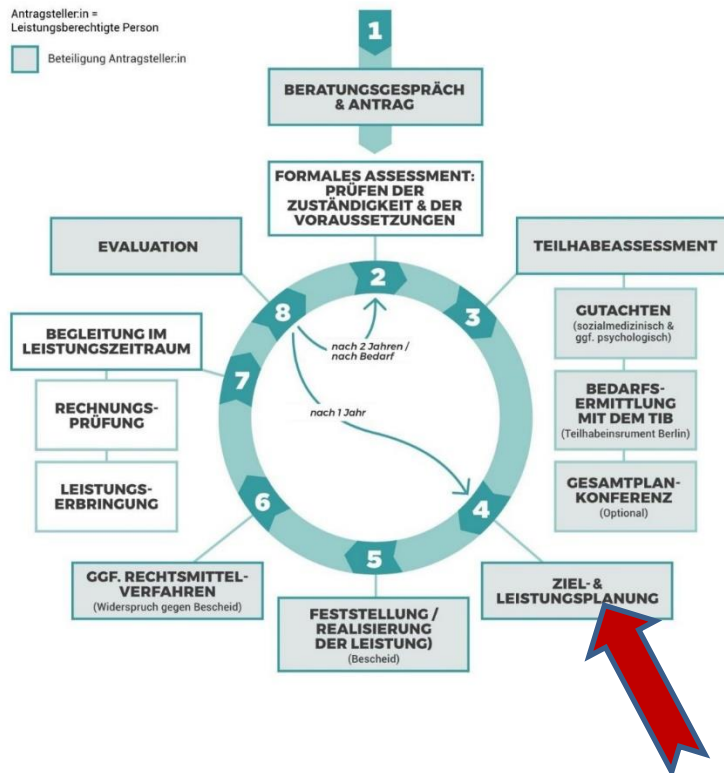 Antragsteller:in =
Leistungsberechtigte Person
Beteiligung Antragsteller:in
1
BERATUNGSGESPRÄCH
& ANTRAG
FORMALES ASSESSMENT:
PRÜFEN DER
ZUSTÄNDIGKEIT & DER
VORAUSSETZUNGEN
2
TEILHABEASSESSMENT
3
GUTACHTEN
(sozialmedizinisch &
ggf. psychologisch)
BEDARFS-
ERMITTLUNG
MIT DEM TIB
(Teilhabeinsrument Berlin)
GESAMTPLAN-
KONFERENZ
(Optional)
4
ZIEL- &
LEISTUNGSPLANUNG
5
FESTSTELLUNG /
REALISIERUNG
DER LEISTUNG)
(Bescheid)
6
GGF. RECHTSMITTEL-
VERFAHREN
(Widerspruch gegen Bescheid)
7
BEGLEITUNG IM
LEISTUNGSZEITRAUM
RECHNUNGS-
PRÜFUNG
LEISTUNGS-
ERBRINGUNG
8
EVALUATION
nach 2 Jahren /
nach Bedarf
nach 1 Jahr